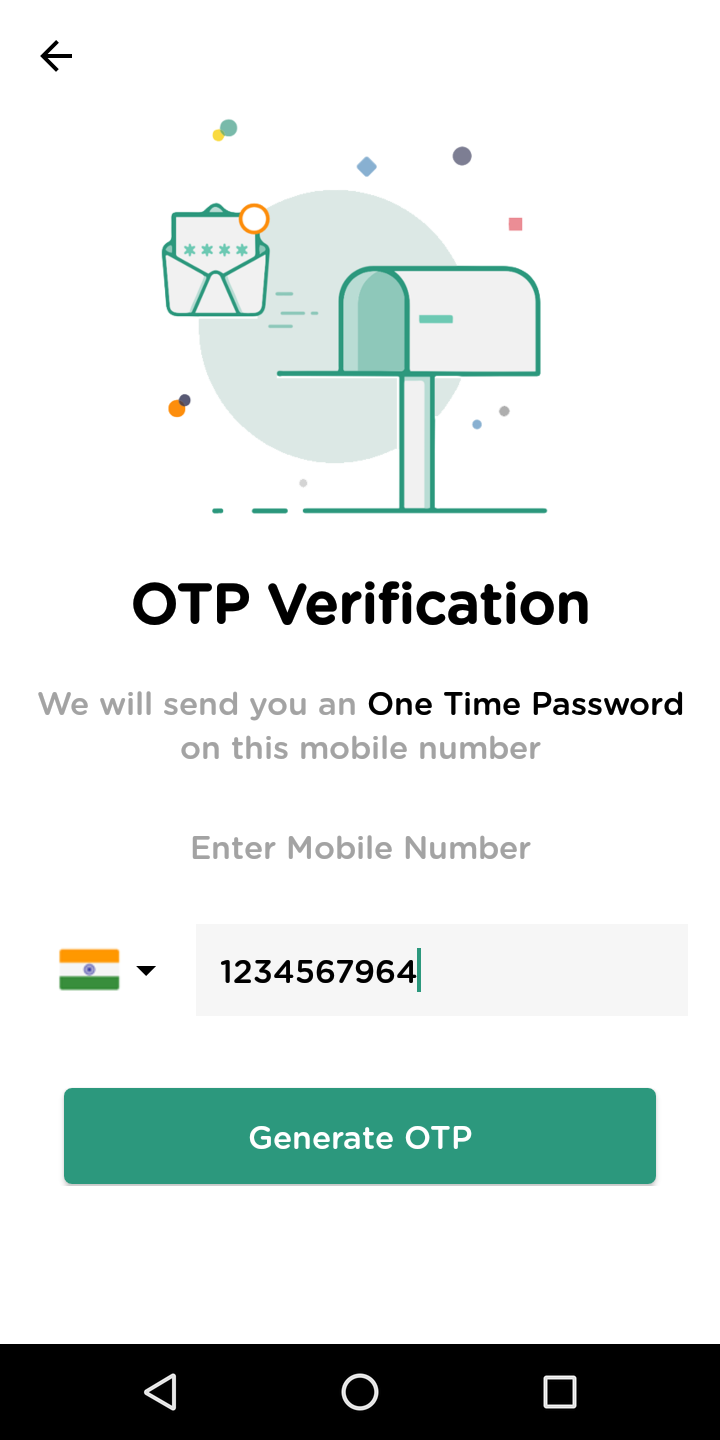 OTP Verification
We will send you an One Time Password
on this mobile number
Enter Mobile Number
1234567964
Generate OTP